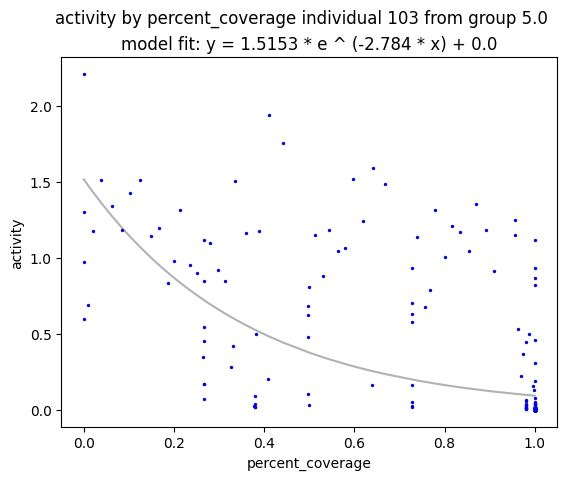 activity by percent_coverage individual 103 from group 5.0
model fit: y = 1.5153 * e ^ (-2.784 * x) + 0.0
2.0
1.5
1.0
0.5
0.0
activity
0.0 0.2 0.4 0.6 0.8 1.0
percent_coverage